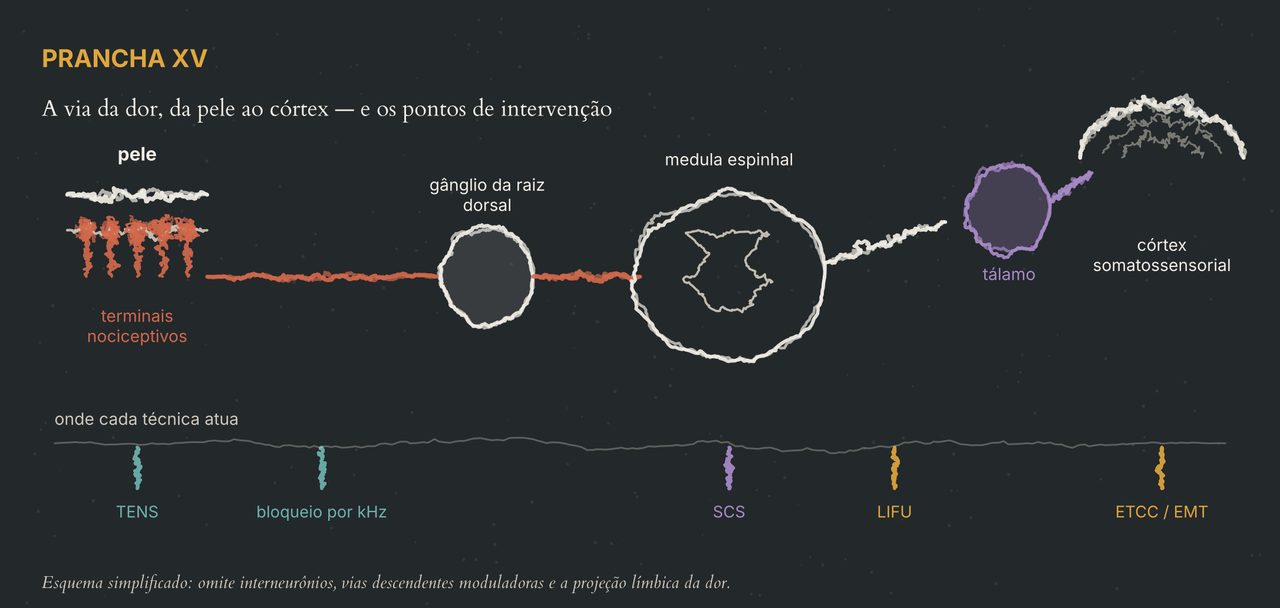 PRANCHA XV
A via da dor, da pele ao córtex — e os pontos de intervenção
pele
terminais
nociceptivos
gânglio da raiz
dorsal
medula espinhal
tálamo
córtex
somatossensorial
onde cada técnica atua
TENS
bloqueio por kHz
SCS
LIFU
ETCC / EMT
Esquema simplificado: omite interneurônios, vias descendentes moduladoras e a projeção límbica da dor.